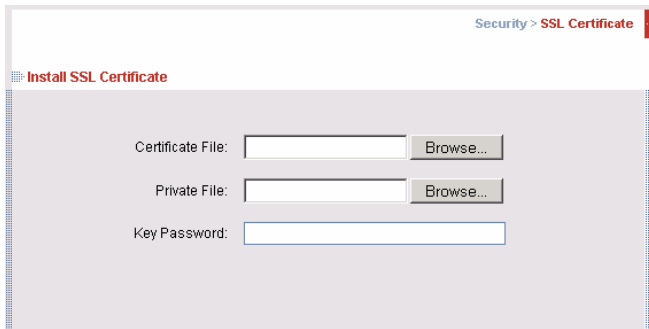 Security > SSL Certificate
Install SSL Certificate
Certificate File: Browse...
Private File: Browse...
Key Password: